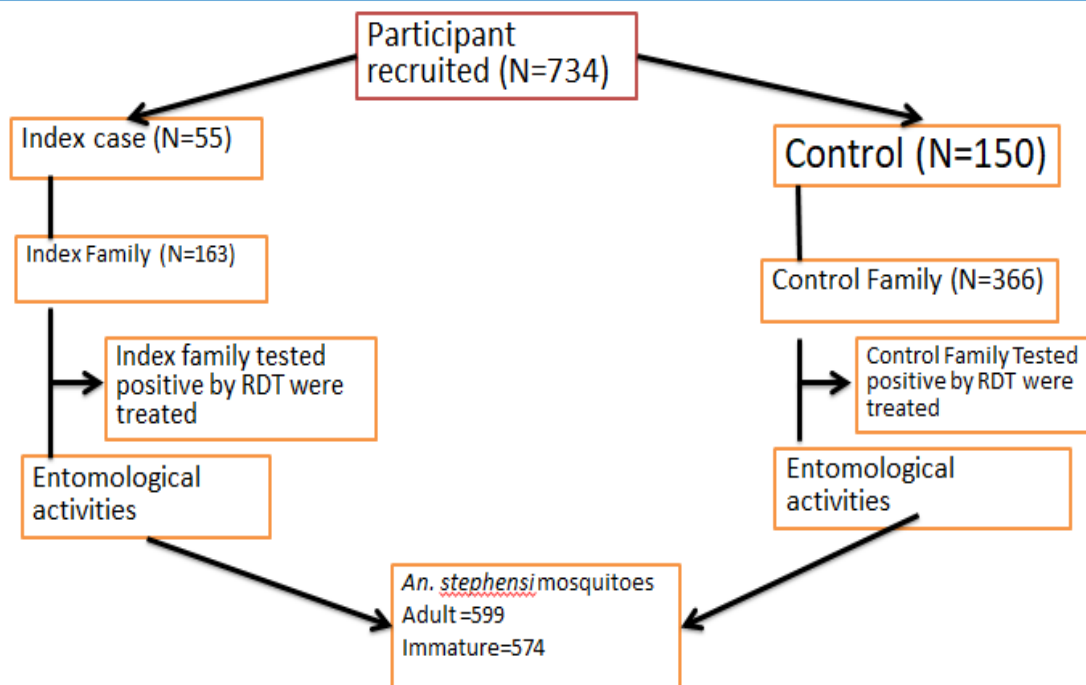 Participant
recruited (N=734)
Index case (N=55)
Control (N=150)
Index Family (N=163)
Control Family (N=366)
Index family tested
positive by RDT were
treated
Control Family Tested
positive by RDT were
treated
Entomological
activities
Entomological
activities
An. stephensi mosquitoes
Adult =599
Immature=574